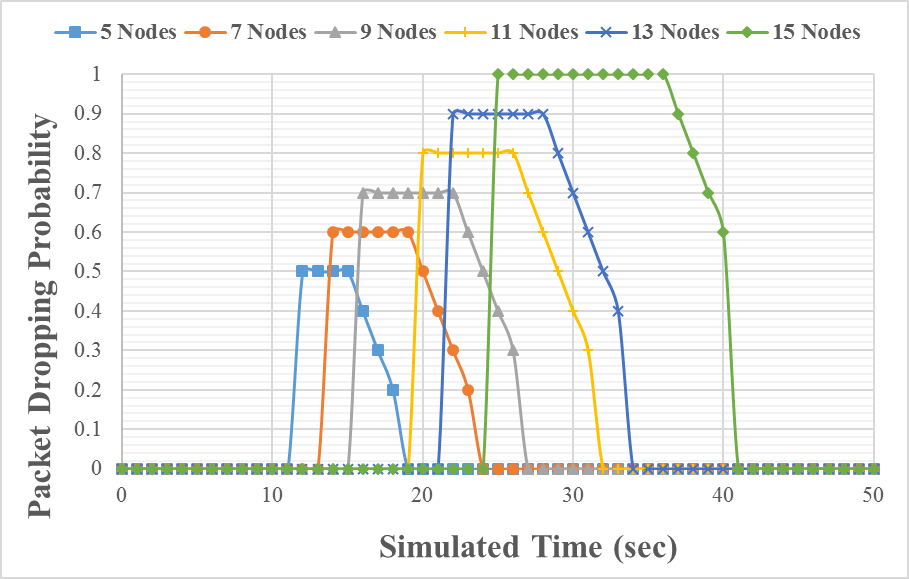 5 Nodes 7 Nodes 9 Nodes 11 Nodes 13 Nodes 15 Nodes
Packet Dropping Probability
1
0.9
0.8
0.7
0.6
0.5
0.4
0.3
0.2
0.1
0
0 10 20 30 40 50
Simulated Time (sec)